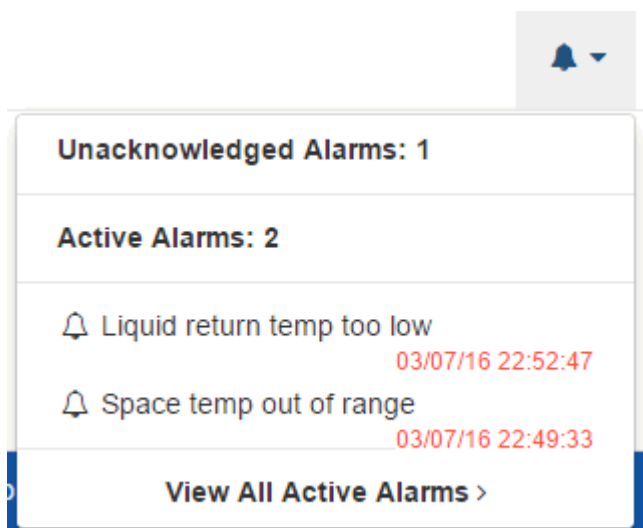 Unacknowledged Alarms: 1
Active Alarms: 2
Liquid return temp too low
03/07/16 22:52:47
Space temp out of range
03/07/16 22:49:33
View All Active Alarms >